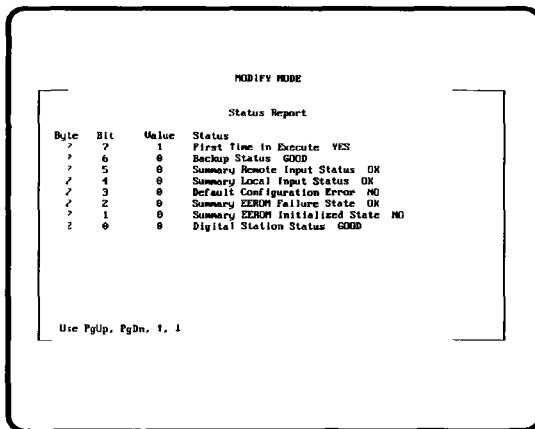 MODIFY MODE
Status Report
Byte Bit Value Status
7 1 First Time in Execute YES
6 0 Backup Status GOOD
5 0 Summary Remote Input Status OK
4 0 Summary Local Input Status OK
3 0 Default Configuration Error NO
2 0 Summary EEROM Failure State OK
1 0 Summary EEROM Initialized State NO
0 0 Digital Station Status GOOD
Use PgUp, PgDn, ↑, ↓